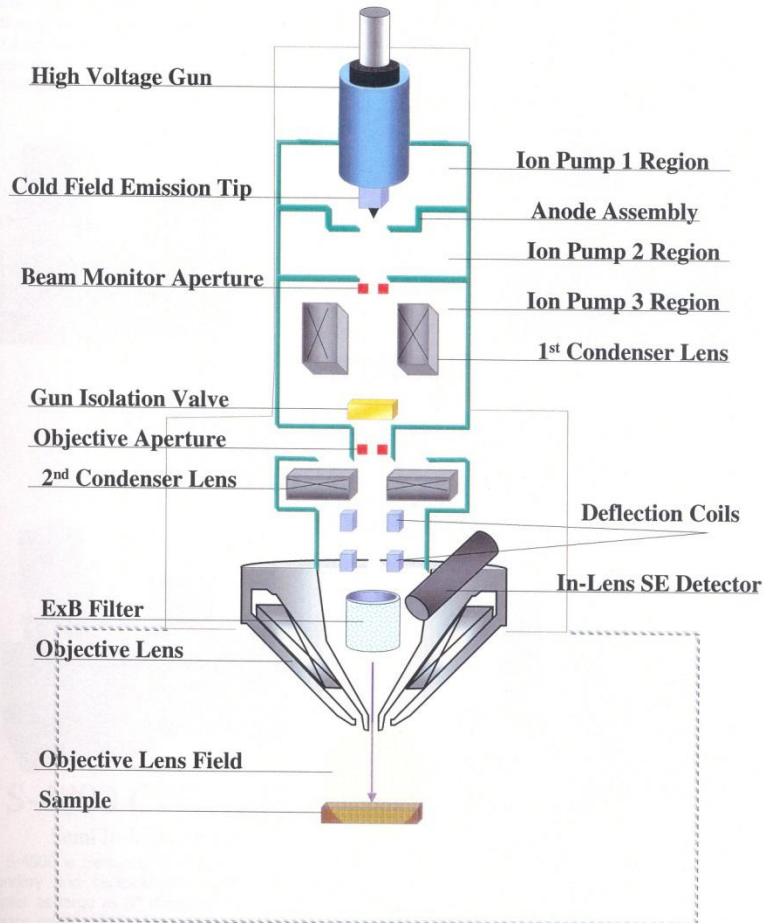 High Voltage Gun
Ion Pump 1 Region
Cold Field Emission Tip
Anode Assembly
Ion Pump 2 Region
Beam Monitor Aperture
Ion Pump 3 Region
1st Condenser Lens
Gun Isolation Valve
Objective Aperture
2nd Condenser Lens
Deflection Coils
In-Lens SE Detector
ExB Filter
Objective Lens
Objective Lens Field
Sample